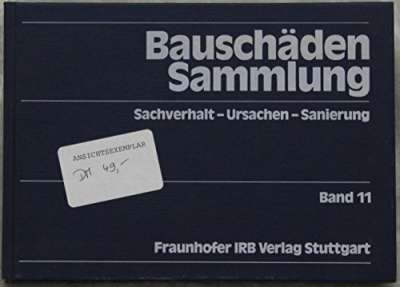 Bauschäden
Sammlung
Sachverhalt – Ursachen – Sanierung
ANSICHTSEXEMPLAR
DM 49,-
Band 11
Fraunhofer IRB Verlag Stuttgart